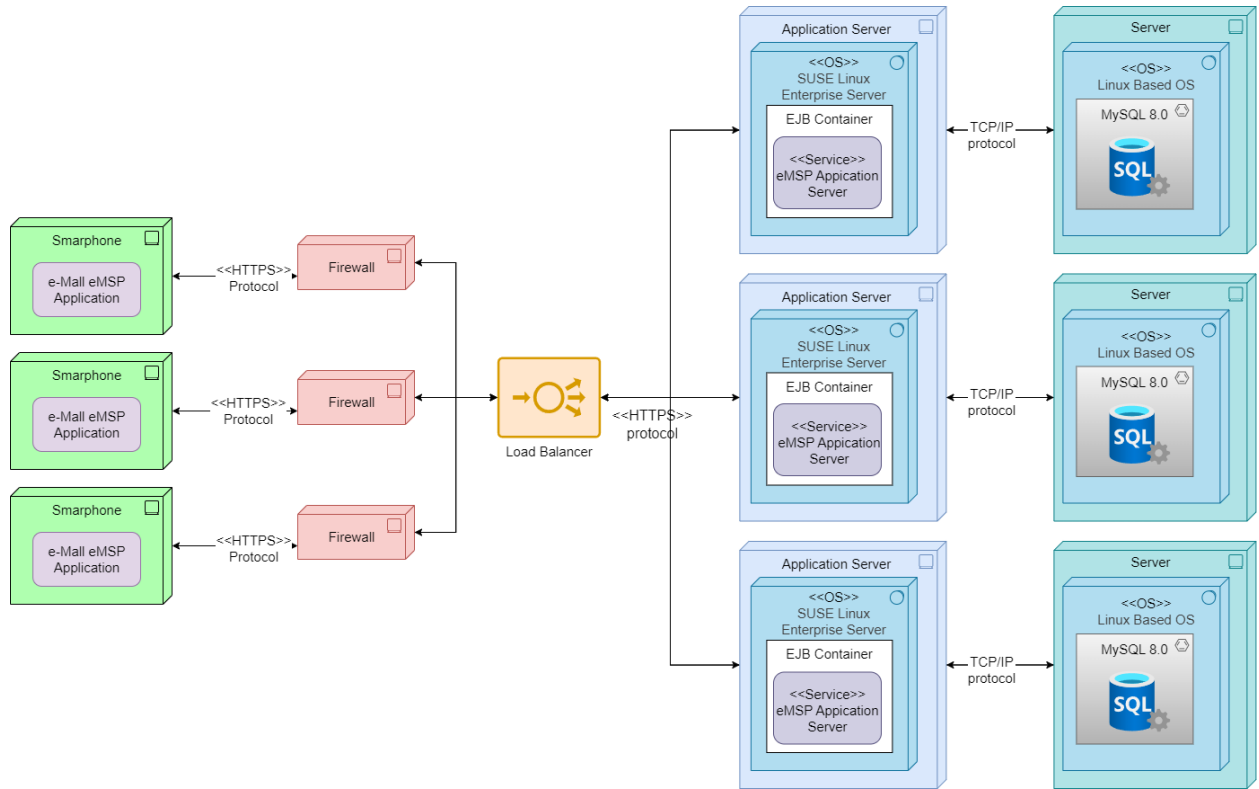 Smarphone
e-Mall eMSP
Application
<<HTTPS>>
Protocol
Firewall
Smarphone
e-Mall eMSP
Application
<<HTTPS>>
Protocol
Firewall
Smarphone
e-Mall eMSP
Application
<<HTTPS>>
Protocol
Firewall
Load Balancer
<<HTTPS>>
protocol
Application Server
<<OS>>
SUSE Linux
Enterprise Server
EJB Container
<<Service>>
eMSP Appication
Server
TCP/IP
protocol
Server
<<OS>>
Linux Based OS
MySQL 8.0
SQL
Application Server
<<OS>>
SUSE Linux
Enterprise Server
EJB Container
<<Service>>
eMSP Appication
Server
TCP/IP
protocol
Server
<<OS>>
Linux Based OS
MySQL 8.0
SQL
Application Server
<<OS>>
SUSE Linux
Enterprise Server
EJB Container
<<Service>>
eMSP Appication
Server
TCP/IP
protocol
Server
<<OS>>
Linux Based OS
MySQL 8.0
SQL